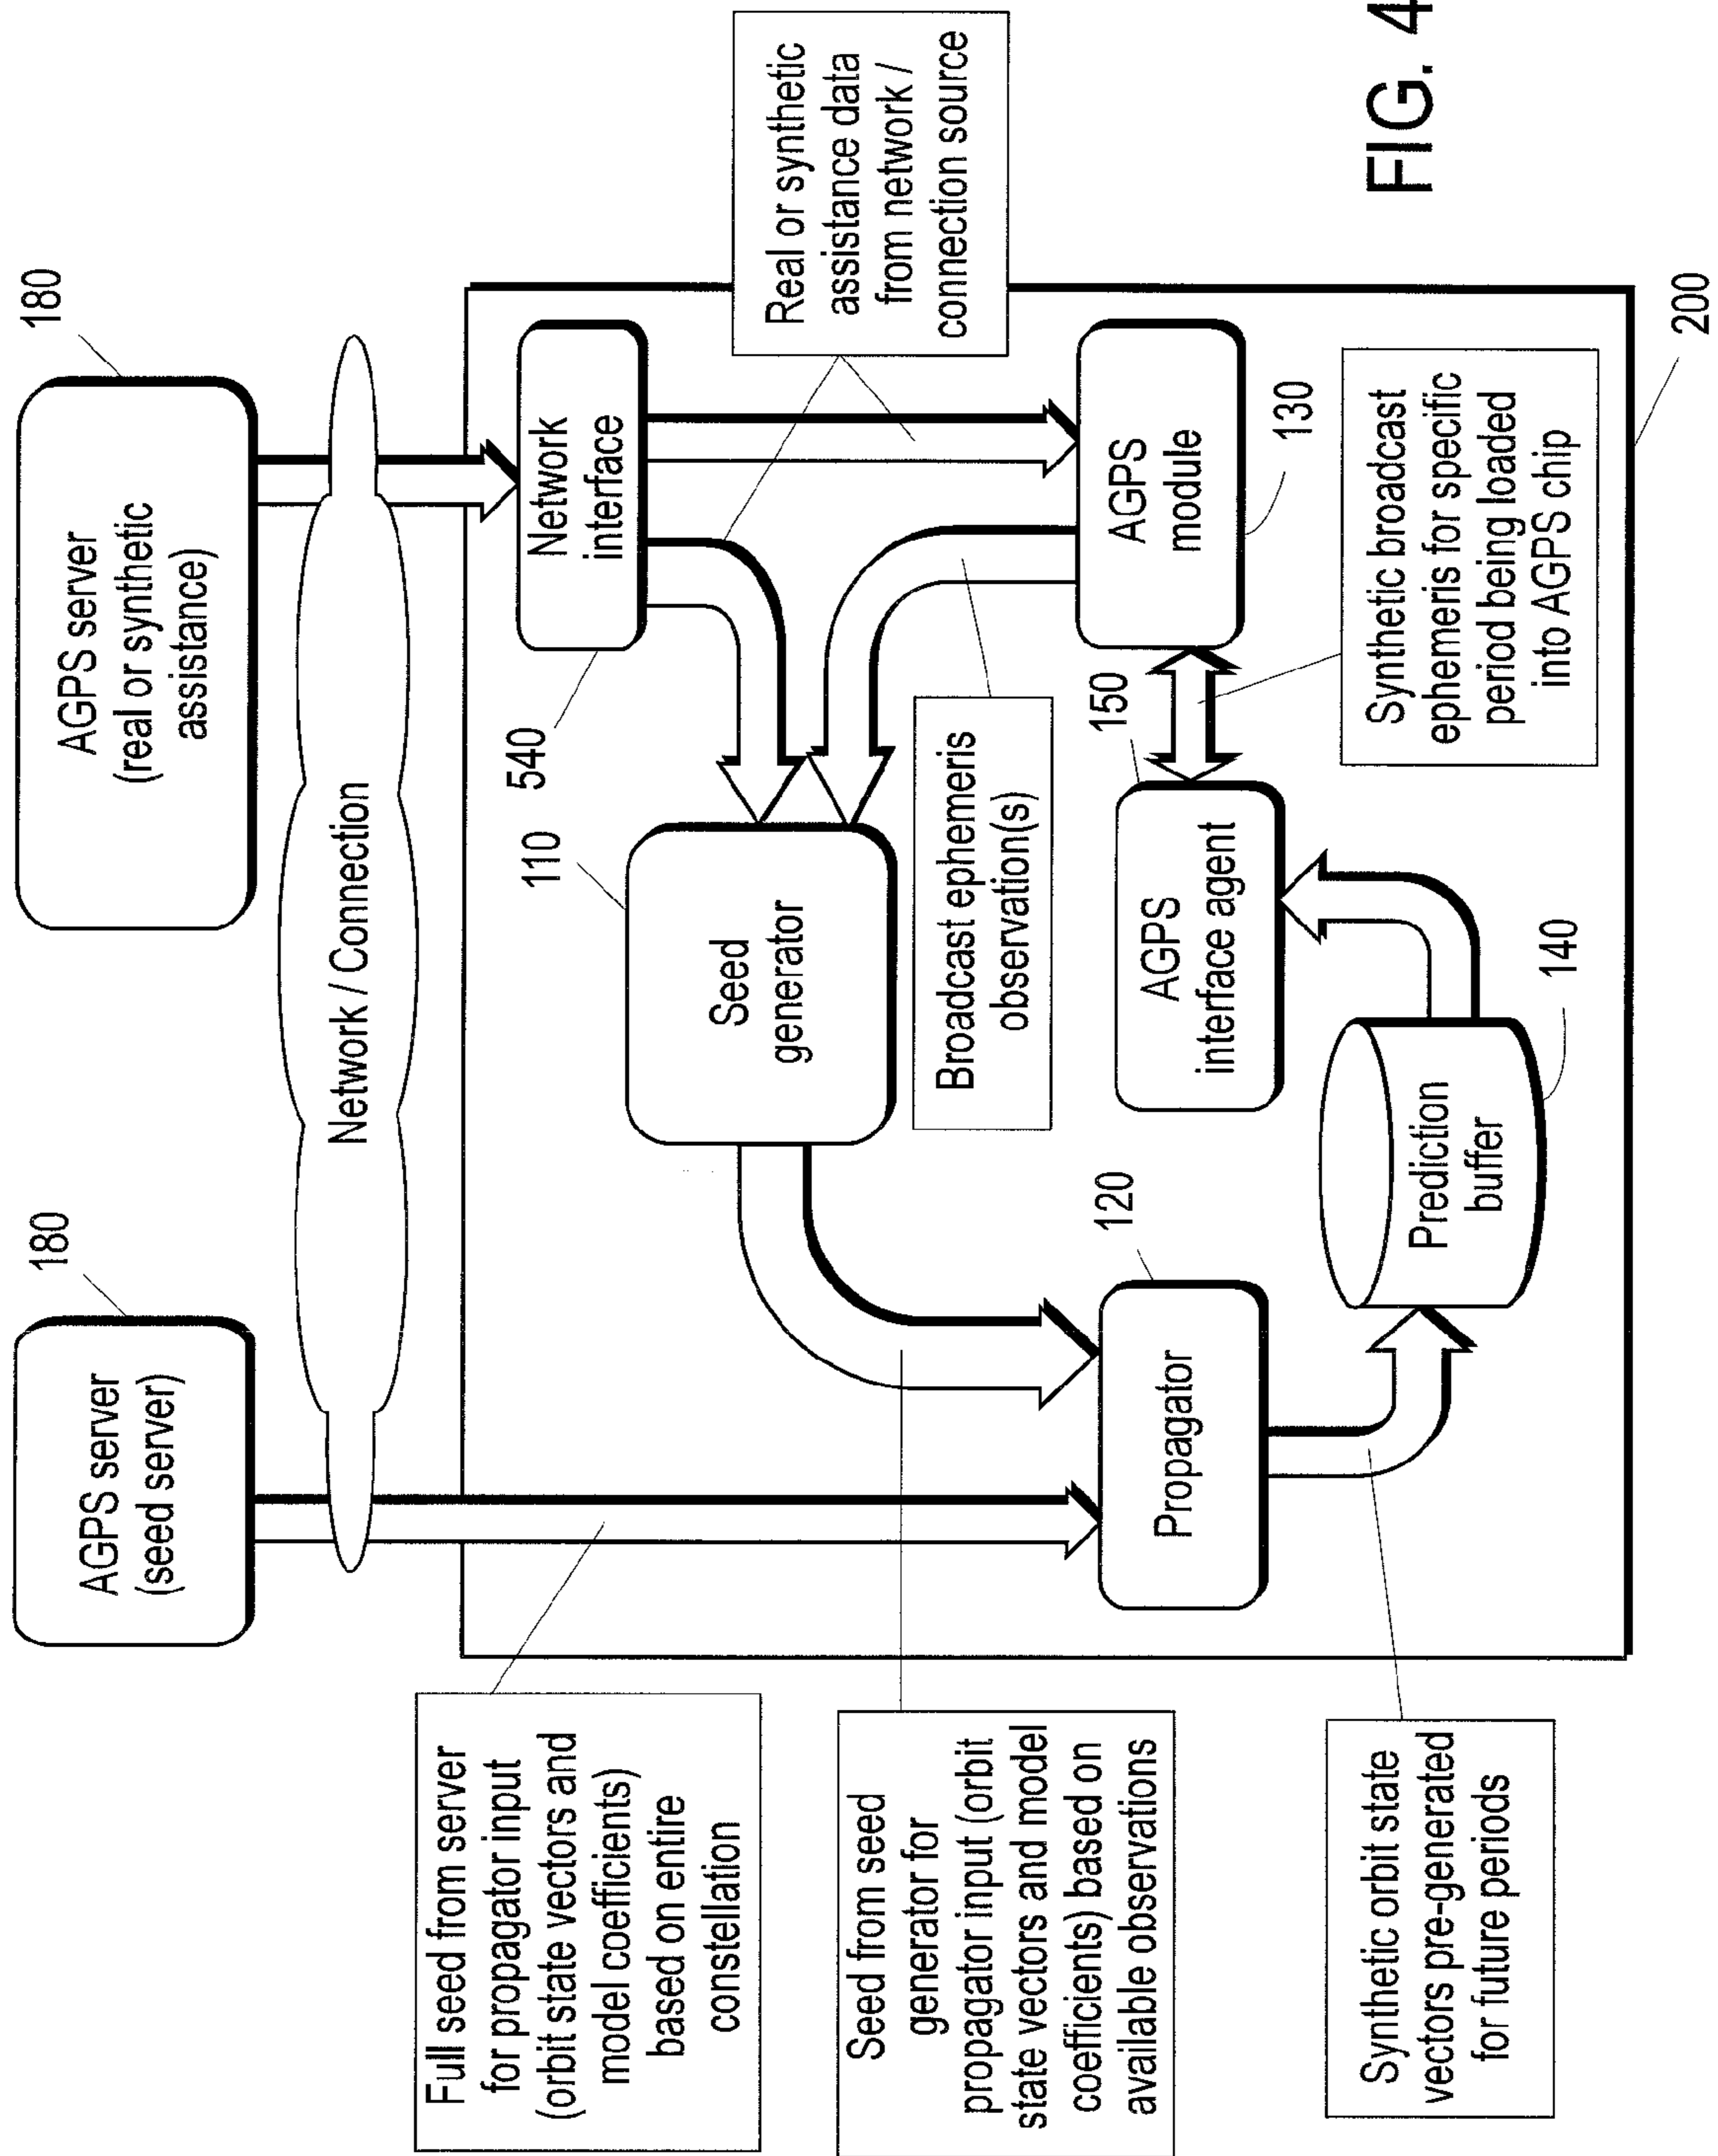 180
AGPS server
(seed server)
180
AGPS server
(real or synthetic
assistance)
Network / Connection
Full seed from server
for propagator input
(orbit state vectors and
model coefficients)
based on entire
constellation
Seed from seed
generator for
propagator input (orbit
state vectors and model
coefficients) based on
available observations
Synthetic orbit state
vectors pre-generated
for future periods
110
Seed
generator
540
Network
interface
Real or synthetic
assistance data
from network /
connection source
Broadcast ephemeris
observation(s)
120
Propagator
150
AGPS
interface agent
AGPS
module
130
Prediction
buffer
140
Synthetic broadcast
ephemeris for specific
period being loaded
into AGPS chip
200
FIG. 4